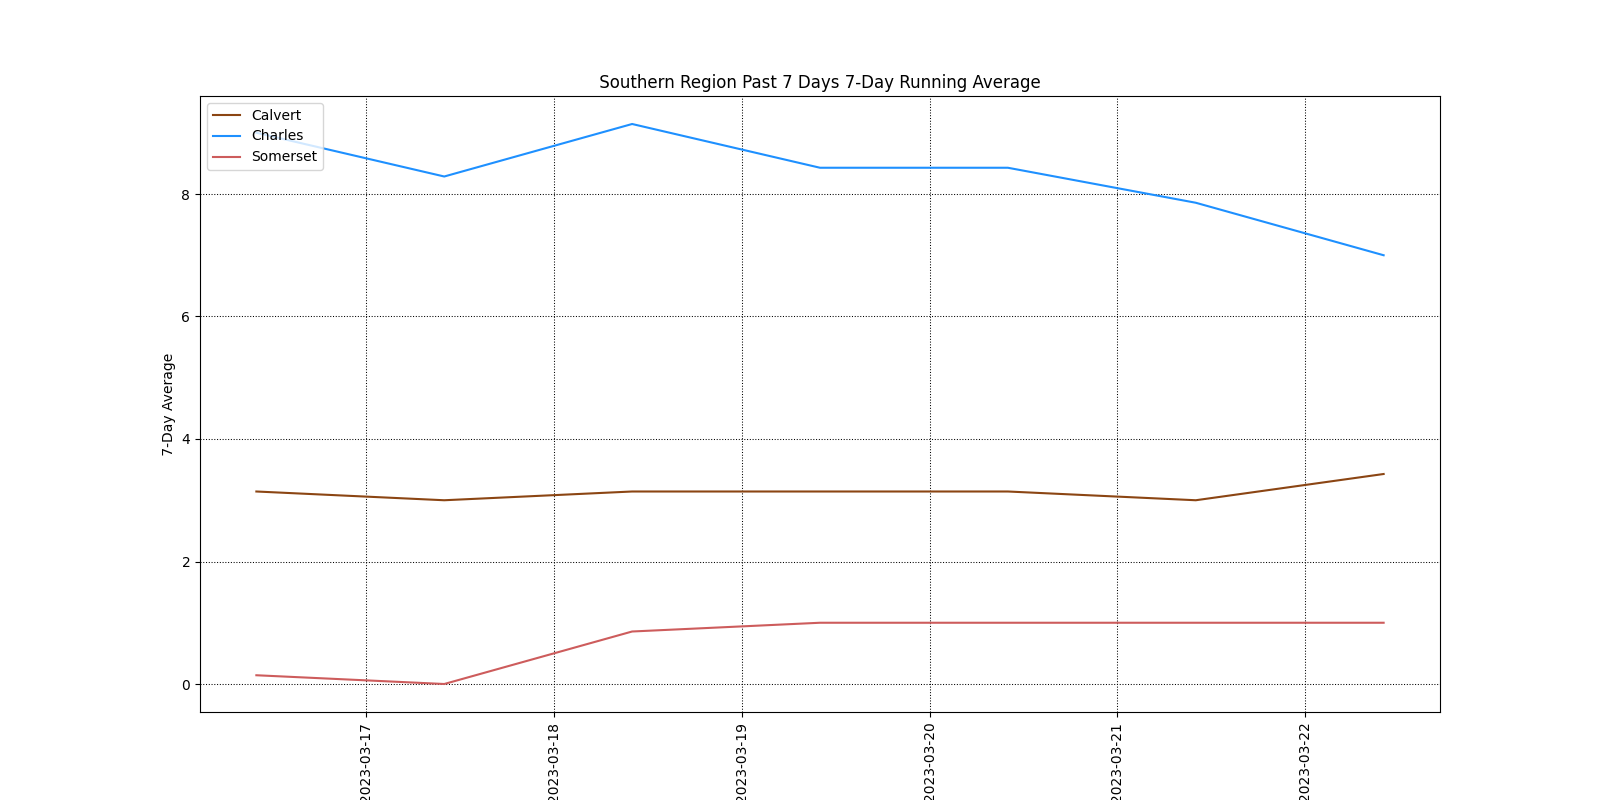 Southern Region Past 7 Days 7-Day Running Average
Calvert
Charles
Somerset
8
6
4
2
0
7-Day Average
2023-03-17
2023-03-18
2023-03-19
2023-03-20
2023-03-21
2023-03-22